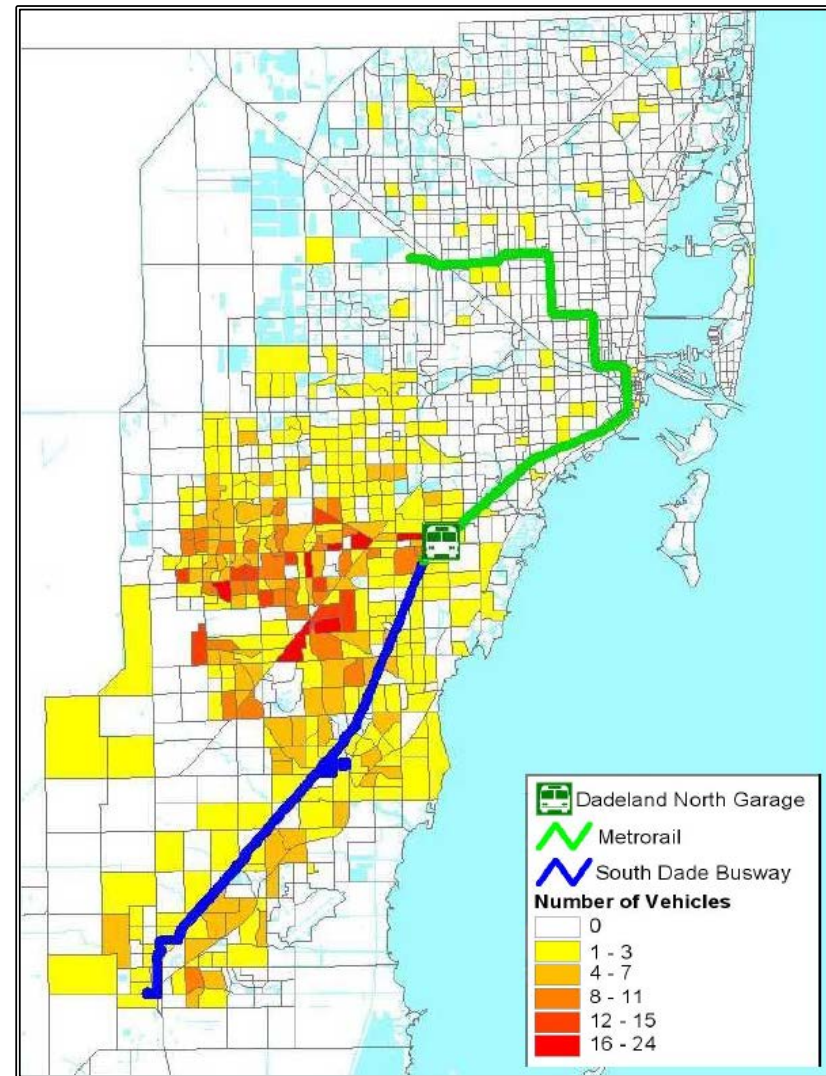 Dadeland North Garage
Metrorail
South Dade Busway
Number of Vehicles
0
1 - 3
4 - 7
8 - 11
12 - 15
16 - 24